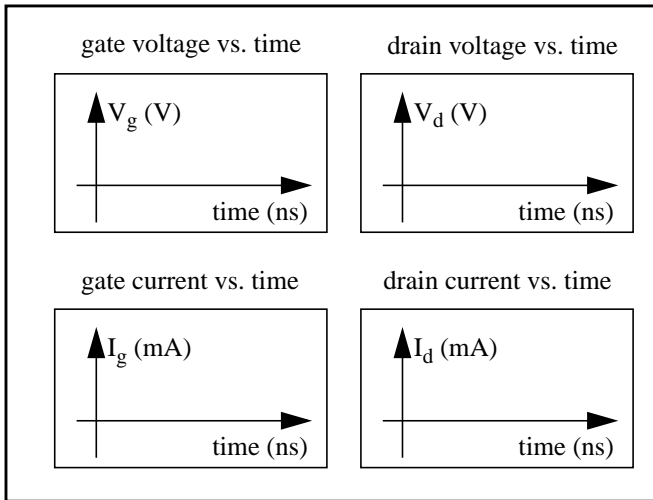 gate voltage vs. time
drain voltage vs. time
V_g (V)
V_d (V)
time (ns)
time (ns)
gate current vs. time
drain current vs. time
I_g (mA)
I_d (mA)
time (ns)
time (ns)